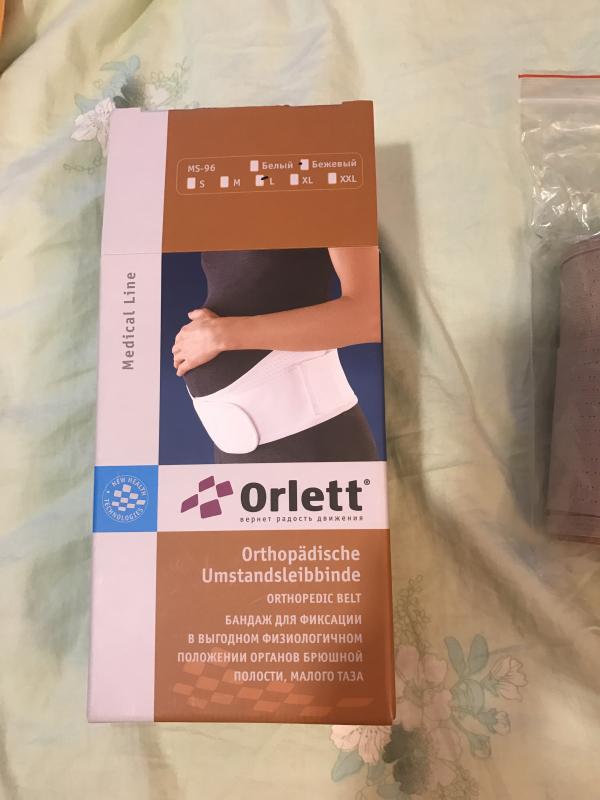 MS-96 Белый Бежевый
S M L XL XXL
Medical Line
NEW HEALTH
TECHNOLOGIES
Orlett®
вернет радость движения
Orthopädische
Umstandsleibbinde
ORTHOPEDIC BELT
БАНДАЖ ДЛЯ ФИКСАЦИИ
В ВЫГОДНОМ ФИЗИОЛОГИЧНОМ
ПОЛОЖЕНИИ ОРГАНОВ БРЮШНОЙ
ПОЛОСТИ, МАЛОГО ТАЗА